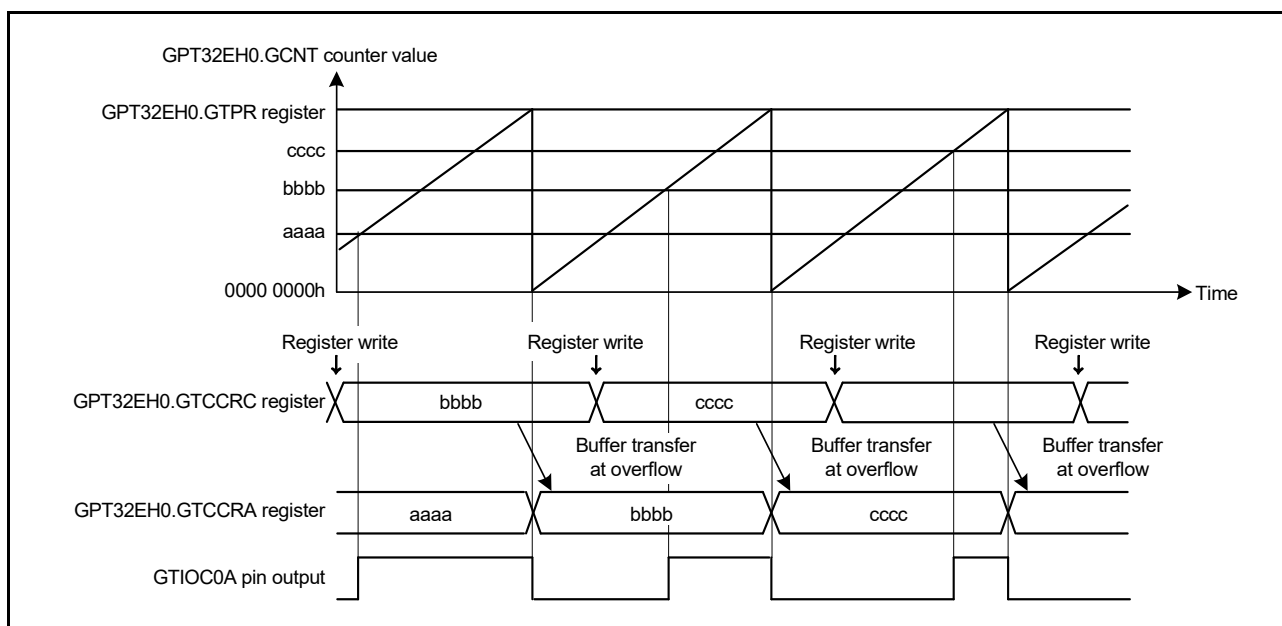 GPT32EH0.GCNT counter value
GPT32EH0.GTPR register
cccc
bbbb
aaaa
0000 0000h
Time
Register write Register write Register write Register write
GPT32EH0.GTCCRC register bbbb cccc
Buffer transfer Buffer transfer Buffer transfer
at overflow at overflow at overflow
GPT32EH0.GTCCRA register aaaa bbbb cccc
GTIOC0A pin output